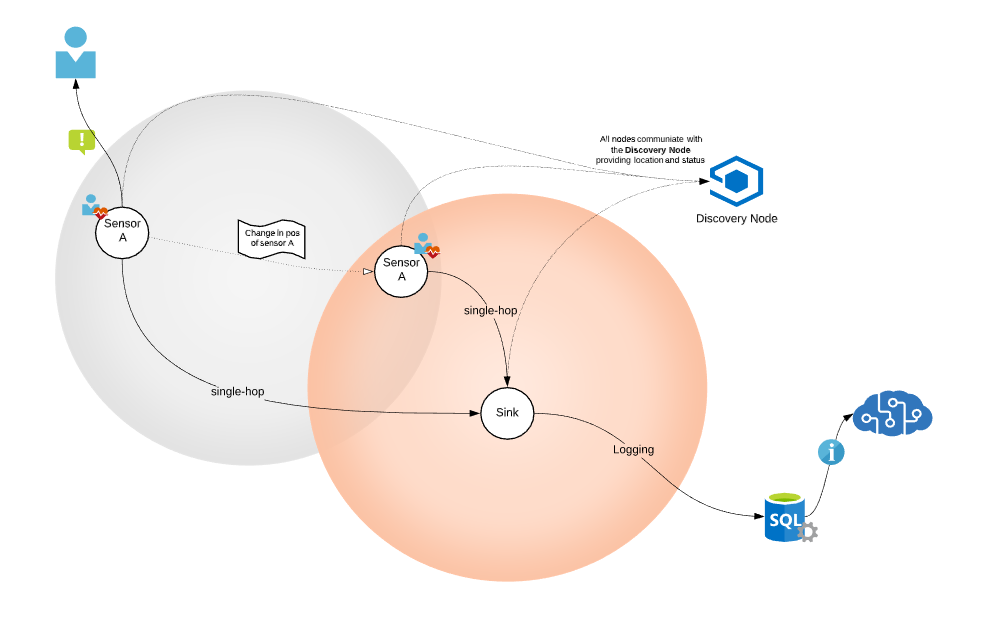 All nodes communiate with
the Discovery Node
providing location and status
Discovery Node
Sensor
A
Change in pos
of sensor A
Sensor
A
single-hop
single-hop
Sink
Logging
SQL